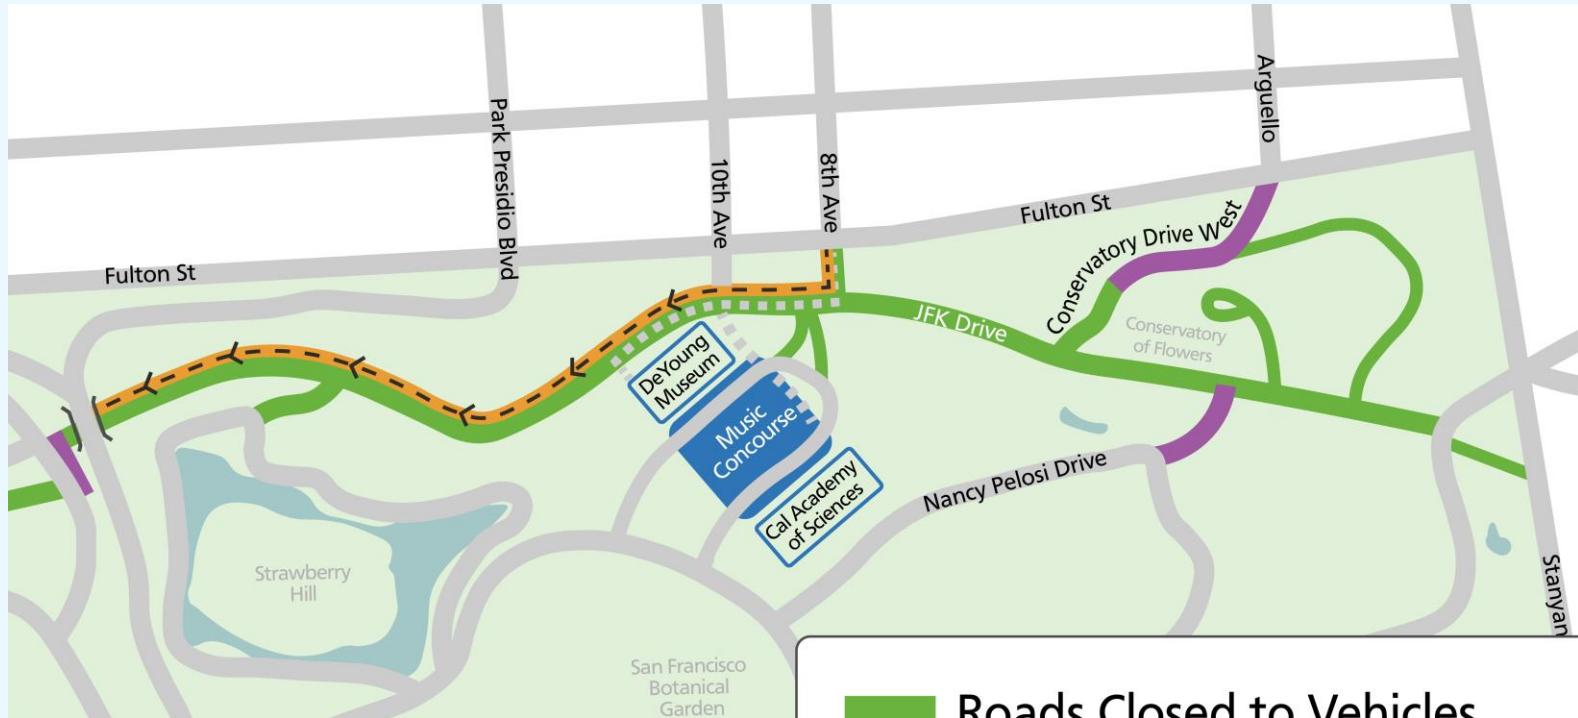 Arguello
Park Presidio Blvd
10th Ave
8th Ave
Fulton St
Conservatory Drive West
Fulton St
JFK Drive
Conservatory
of Flowers
DeYoung
Museum
Music
Concourse
Cal Academy
of Sciences
Nancy Pelosi Drive
Strawberry
Hill
Stanyan
San Francisco
Botanical
Garden
Roads Closed to Vehicles